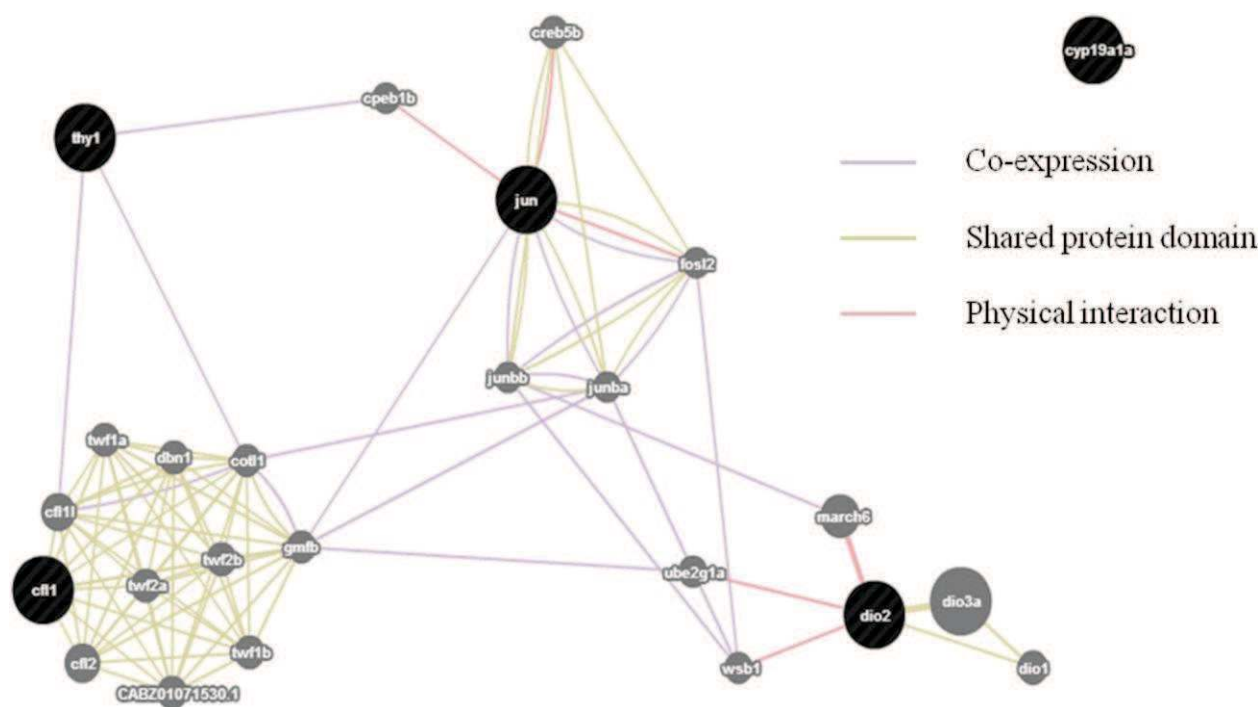 creb5b
cyp19a1a
cpeb1b
thy1
Co-expression
jun
Shared protein domain
fosl2
Physical interaction
junbb
junba
twf1a
dbn1
cotl1
cfl1l
march6
gmfb
twf2b
ube2g1a
twf2a
cfl1
dio3a
dio2
twf1b
cfl2
wsb1
dio1
CABZ01071530.1